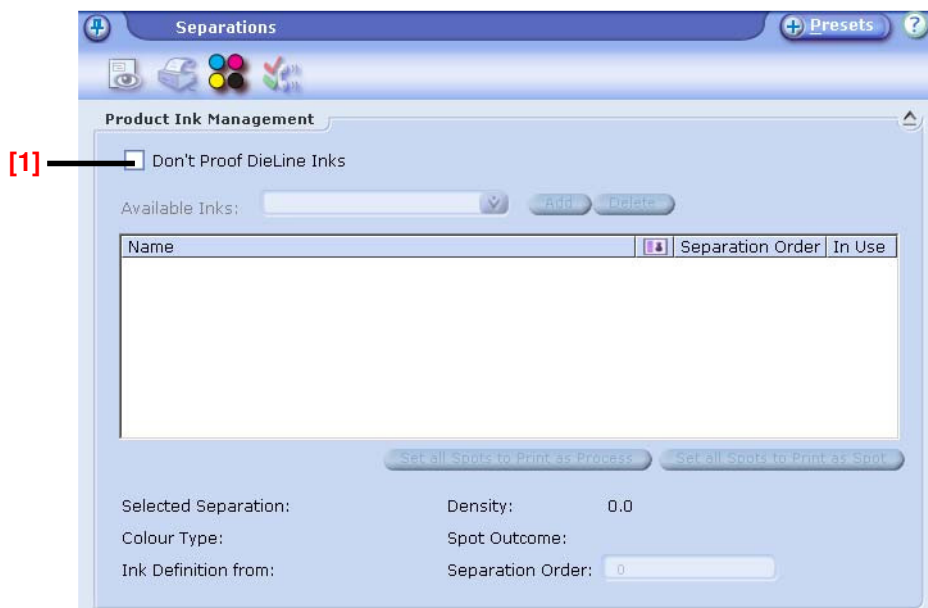 Separations
Presets
?
Product Ink Management
[1]
Don't Proof DieLine Inks
Available Inks:
Add
Delete
Name
Separation Order
In Use
Set all Spots to Print as Process
Set all Spots to Print as Spot
Selected Separation:
Density:
0.0
Colour Type:
Spot Outcome:
Ink Definition from:
Separation Order:
0